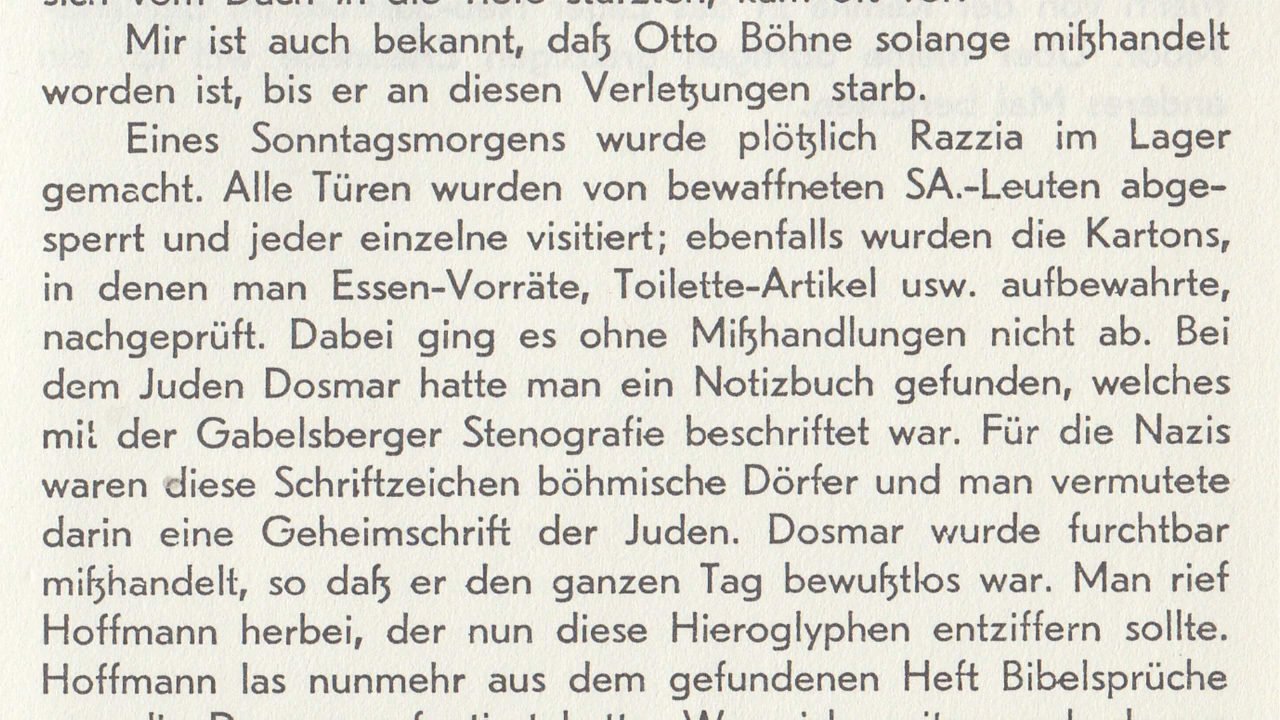 Mir ist auch bekannt, daß Otto Böhne solange mißhandelt
worden ist, bis er an diesen Verletzungen starb.
Eines Sonntagsmorgens wurde plötzlich Razzia im Lager
gemacht. Alle Türen wurden von bewaffneten SA.-Leuten abge-
sperrt und jeder einzelne visitiert; ebenfalls wurden die Kartons,
in denen man Essen-Vorräte, Toilette-Artikel usw. aufbewahrte,
nachgeprüft. Dabei ging es ohne Mißhandlungen nicht ab. Bei
dem Juden Dosmar hatte man ein Notizbuch gefunden, welches
mit der Gabelsberger Stenografie beschriftet war. Für die Nazis
waren diese Schriftzeichen böhmische Dörfer und man vermutete
darin eine Geheimschrift der Juden. Dosmar wurde furchtbar
mißhandelt, so daß er den ganzen Tag bewußtlos war. Man rief
Hoffmann herbei, der nun diese Hieroglyphen entziffern sollte.
Hoffmann las nunmehr aus dem gefundenen Heft Bibelsprüche